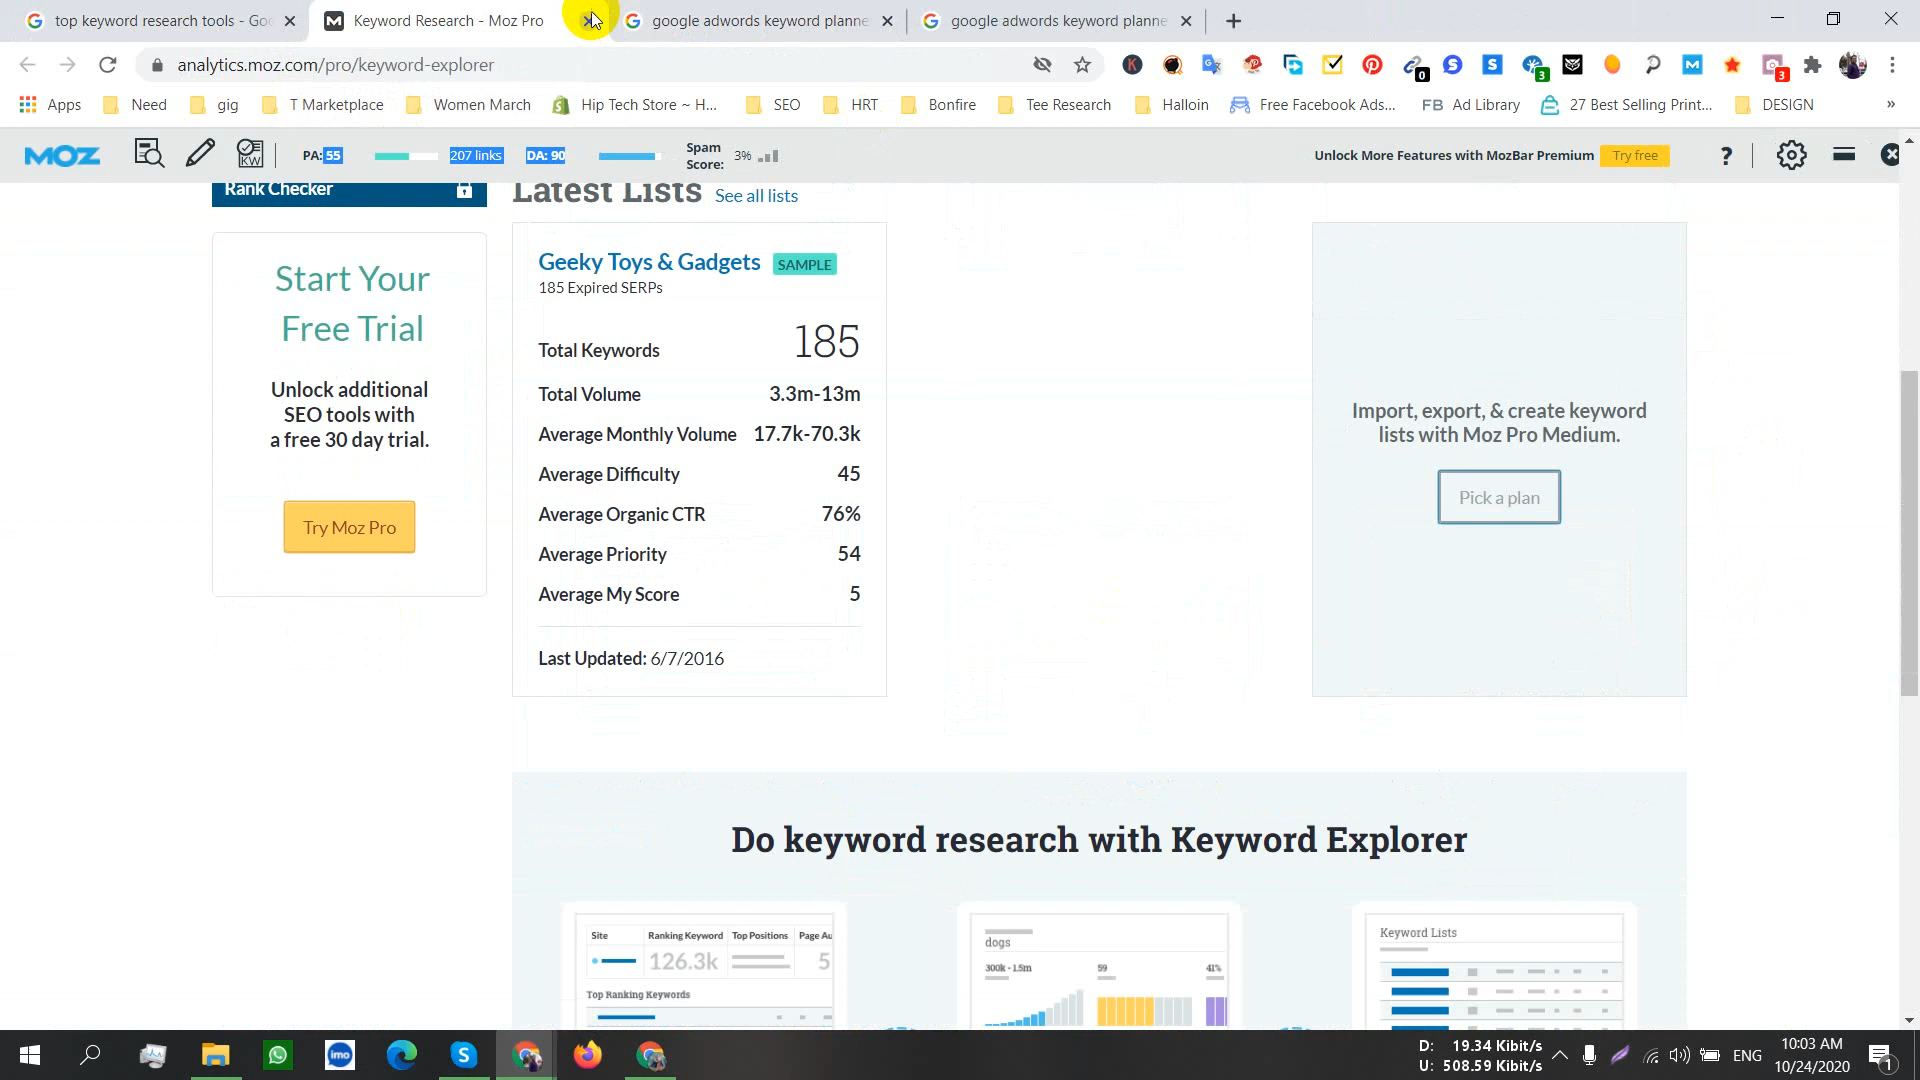 top keyword research tools - Goo
Keyword Research - Moz Pro
google adwords keyword planne
google adwords keyword planne
analytics.moz.com/pro/keyword-explorer
0
3
3
Apps
Need
gig
T Marketplace
Women March
Hip Tech Store ~ H...
SEO
HRT
Bonfire
Tee Research
Halloin
Free Facebook Ads...
FB Ad Library
27 Best Selling Print...
DESIGN
»
MOZ
KW
PA: 55
207 links
DA: 90
Spam Score: 3%
Unlock More Features with MozBar Premium
Try free
?
Rank Checker
Latest Lists
See all lists
Start Your
Free Trial
Unlock additional
SEO tools with
a free 30 day trial.
Try Moz Pro
Geeky Toys & Gadgets
SAMPLE
185 Expired SERPs
Total Keywords 185
Total Volume 3.3m-13m
Average Monthly Volume 17.7k-70.3k
Average Difficulty 45
Average Organic CTR 76%
Average Priority 54
Average My Score 5
Last Updated: 6/7/2016
Import, export, & create keyword
lists with Moz Pro Medium.
Pick a plan
Do keyword research with Keyword Explorer
Site Ranking Keyword Top Positions Page Au
126.3k 5
Top Ranking Keywords
dogs
300k - 1.5m 59 41%
Keyword Lists
imo
D: 19.34 Kibit/s
U: 508.59 Kibit/s
ENG
10:03 AM
10/24/2020
1